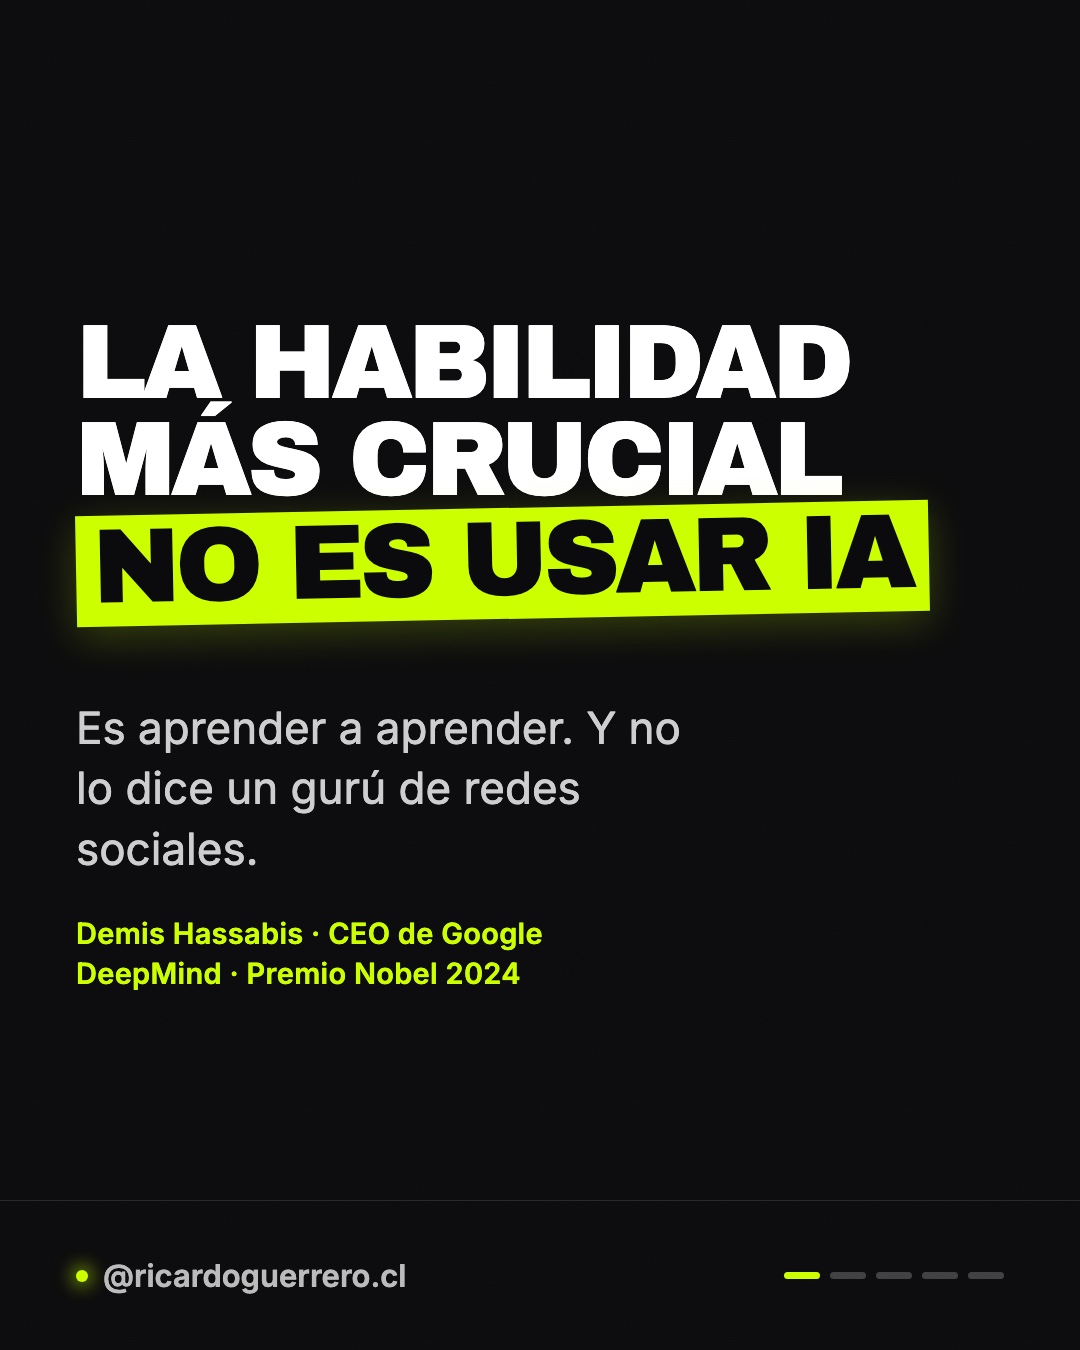 LA HABILIDAD
MÁS CRUCIAL
NO ES USAR IA
Es aprender a aprender. Y no
lo dice un gurú de redes
sociales.
Demis Hassabis · CEO de Google
DeepMind · Premio Nobel 2024
@ricardoguerrero.cl